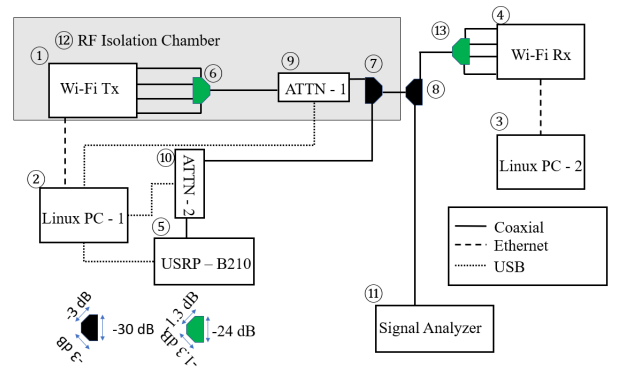 ⑫ RF Isolation Chamber
①
Wi-Fi Tx
⑥
⑨
ATTN - 1
⑦
⑧
⑬
④
Wi-Fi Rx
③
Linux PC - 2
⑩
ATTN - 2
②
Linux PC - 1
⑤
USRP – B210
Coaxial
Ethernet
USB
⑪
Signal Analyzer
-3 dB
-30 dB
-3 dB
-1.3 dB
-24 dB
-1.3 dB